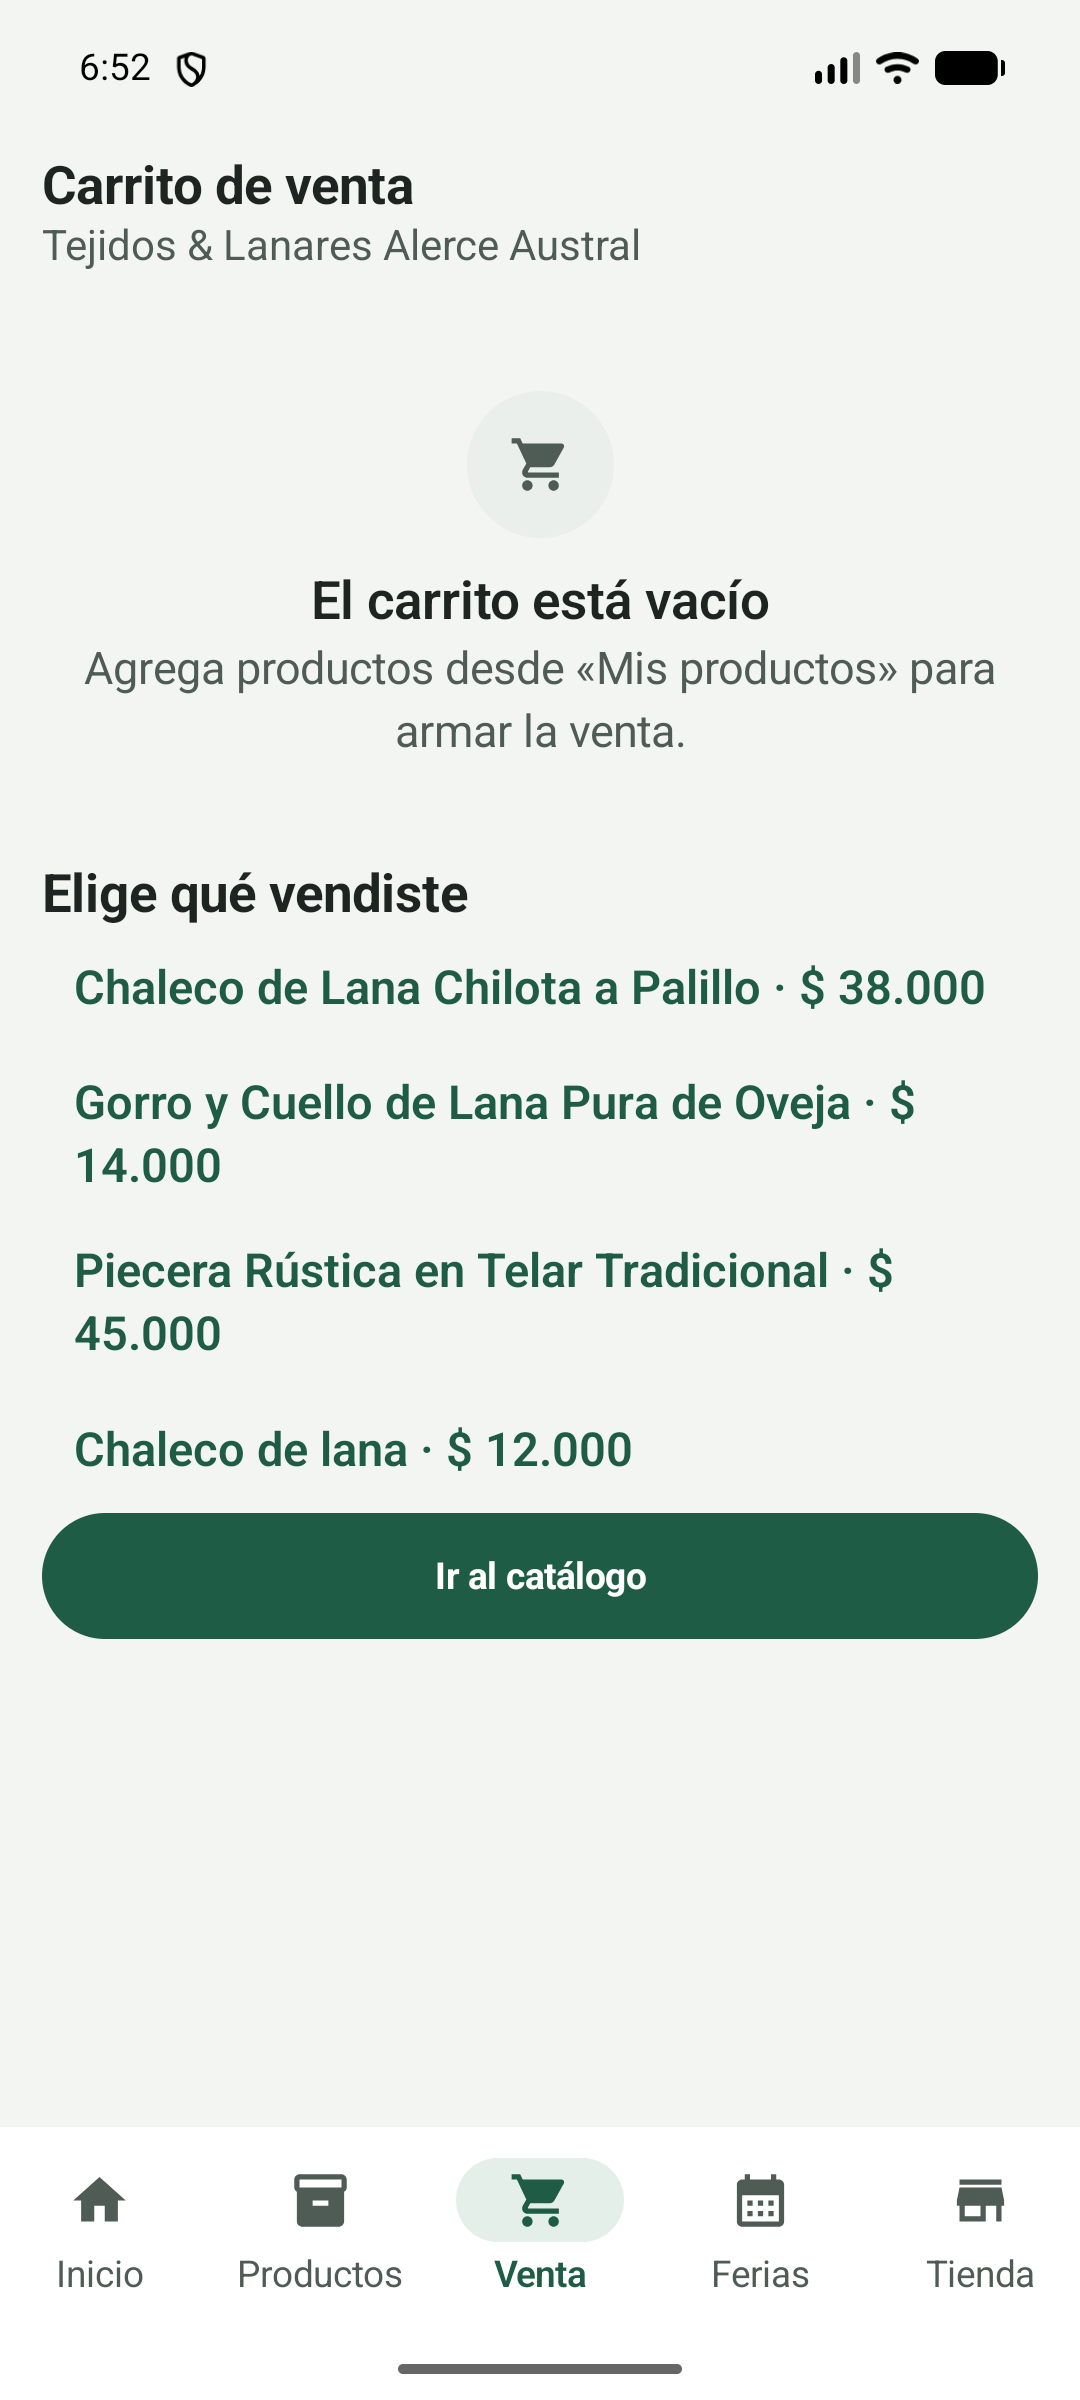 6:52
Carrito de venta
Tejidos & Lanares Alerce Austral
El carrito está vacío
Agrega productos desde «Mis productos» para
armar la venta.
Elige qué vendiste
Chaleco de Lana Chilota a Palillo · $ 38.000
Gorro y Cuello de Lana Pura de Oveja · $
14.000
Piecera Rústica en Telar Tradicional · $
45.000
Chaleco de lana · $ 12.000
Ir al catálogo
Inicio
Productos
Venta
Ferias
Tienda